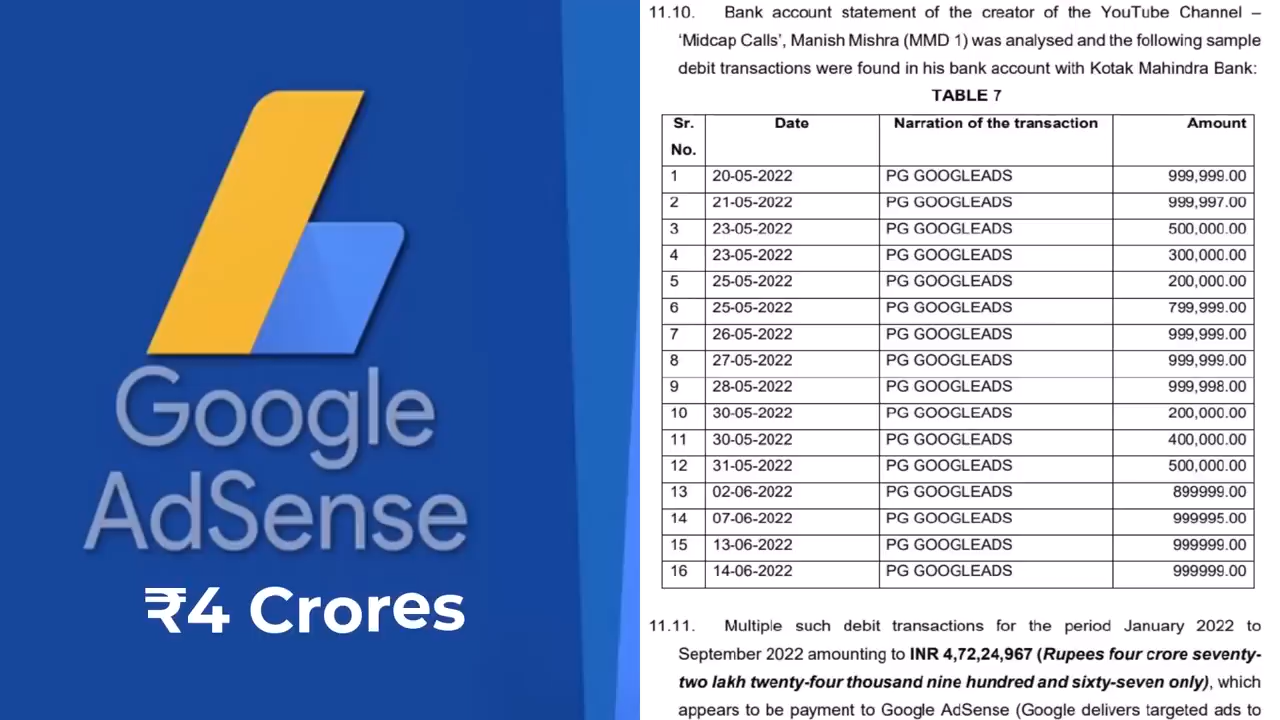 Google
AdSense
₹4 Crores
11.10. Bank account statement of the creator of the YouTube Channel –
‘Midcap Calls’, Manish Mishra (MMD 1) was analysed and the following sample
debit transactions were found in his bank account with Kotak Mahindra Bank:
TABLE 7
Sr. No. Date Narration of the transaction Amount
1 20-05-2022 PG GOOGLEADS 999,999.00
2 21-05-2022 PG GOOGLEADS 999,997.00
3 23-05-2022 PG GOOGLEADS 500,000.00
4 23-05-2022 PG GOOGLEADS 300,000.00
5 25-05-2022 PG GOOGLEADS 200,000.00
6 25-05-2022 PG GOOGLEADS 799,999.00
7 26-05-2022 PG GOOGLEADS 999,999.00
8 27-05-2022 PG GOOGLEADS 999,999.00
9 28-05-2022 PG GOOGLEADS 999,998.00
10 30-05-2022 PG GOOGLEADS 200,000.00
11 30-05-2022 PG GOOGLEADS 400,000.00
12 31-05-2022 PG GOOGLEADS 500,000.00
13 02-06-2022 PG GOOGLEADS 899999.00
14 07-06-2022 PG GOOGLEADS 999995.00
15 13-06-2022 PG GOOGLEADS 999999.00
16 14-06-2022 PG GOOGLEADS 999999.00
11.11. Multiple such debit transactions for the period January 2022 to
September 2022 amounting to INR 4,72,24,967 (Rupees four crore seventy-
two lakh twenty-four thousand nine hundred and sixty-seven only), which
appears to be payment to Google AdSense (Google delivers targeted ads to